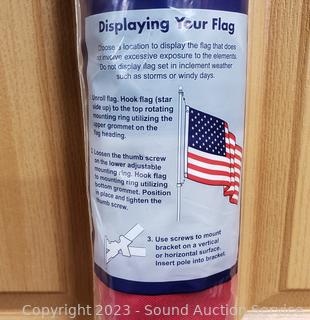 Displaying Your Flag
Choose a location to display the flag that does
not involve excessive exposure to the elements.
Do not display flag set in inclement weather
such as storms or windy days.
Unroll flag. Hook flag (star
side up) to the top rotating
mounting ring utilizing the
upper grommet on the
flag heading.
2. Loosen the thumb screw
on the lower adjustable
mounting ring. Hook flag
to mounting ring utilizing
bottom grommet. Position
in place and tighten the
thumb screw.
3. Use screws to mount
bracket on a vertical
or horizontal surface.
Insert pole into bracket.
Copyright 2023 - Sound Auction Service